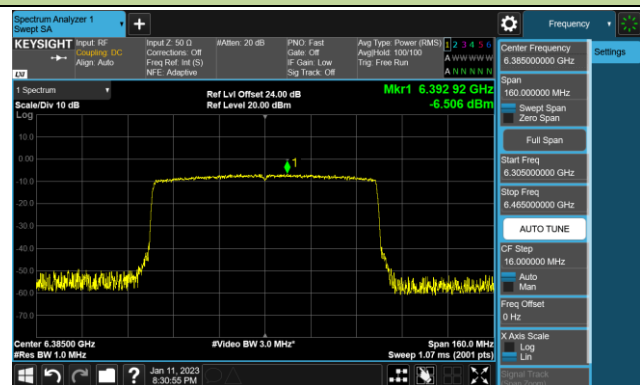 Spectrum Analyzer 1
Swept SA
+
Frequency
KEYSIGHT
Input: RF
Coupling: DC
Align: Auto
Input Z: 50 Ω
Corrections: Off
Freq Ref: Int (S)
NFE: Adaptive
#Atten: 20 dB
PNO: Fast
Gate: Off
IF Gain: Low
Sig Track: Off
Avg Type: Power (RMS)
Avg|Hold: 100/100
Trig: Free Run
1 2 3 4 5 6
A W W W W W
A N N N N N
LXI
1 Spectrum
Scale/Div 10 dB
Log
Ref Lvl Offset 24.00 dB
Ref Level 20.00 dBm
Mkr1 6.392 92 GHz
-6.506 dBm
10.0
0.00
-10.0
-20.0
-30.0
-40.0
-50.0
-60.0
-70.0
1
Center 6.38500 GHz
#Res BW 1.0 MHz
#Video BW 3.0 MHz*
Span 160.0 MHz
Sweep 1.07 ms (2001 pts)
Jan 11, 2023
8:30:55 PM
Center Frequency
6.385000000 GHz
Settings
Span
160.000000 MHz
Swept Span
Zero Span
Full Span
Start Freq
6.305000000 GHz
Stop Freq
6.465000000 GHz
AUTO TUNE
CF Step
16.000000 MHz
Auto
Man
Freq Offset
0 Hz
X Axis Scale
Log
Lin
Signal Track